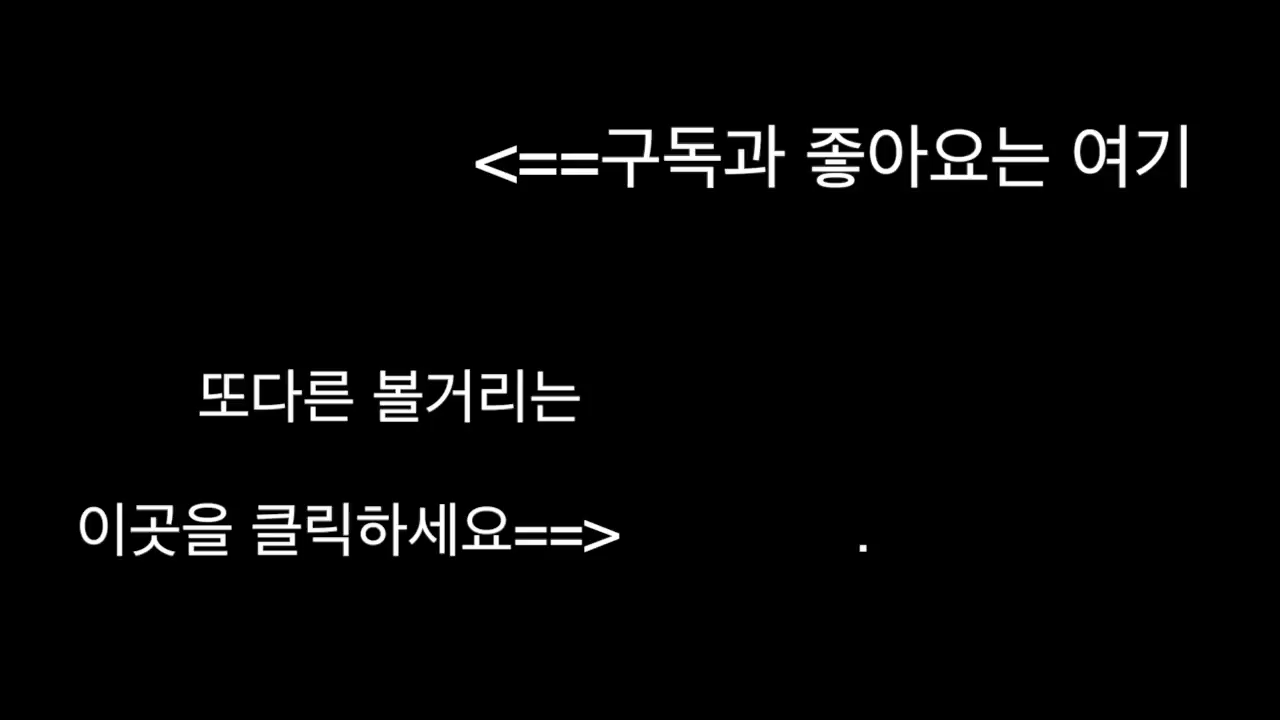 <==구독과 좋아요는 여기
또다른 볼거리는
이곳을 클릭하세요==> .